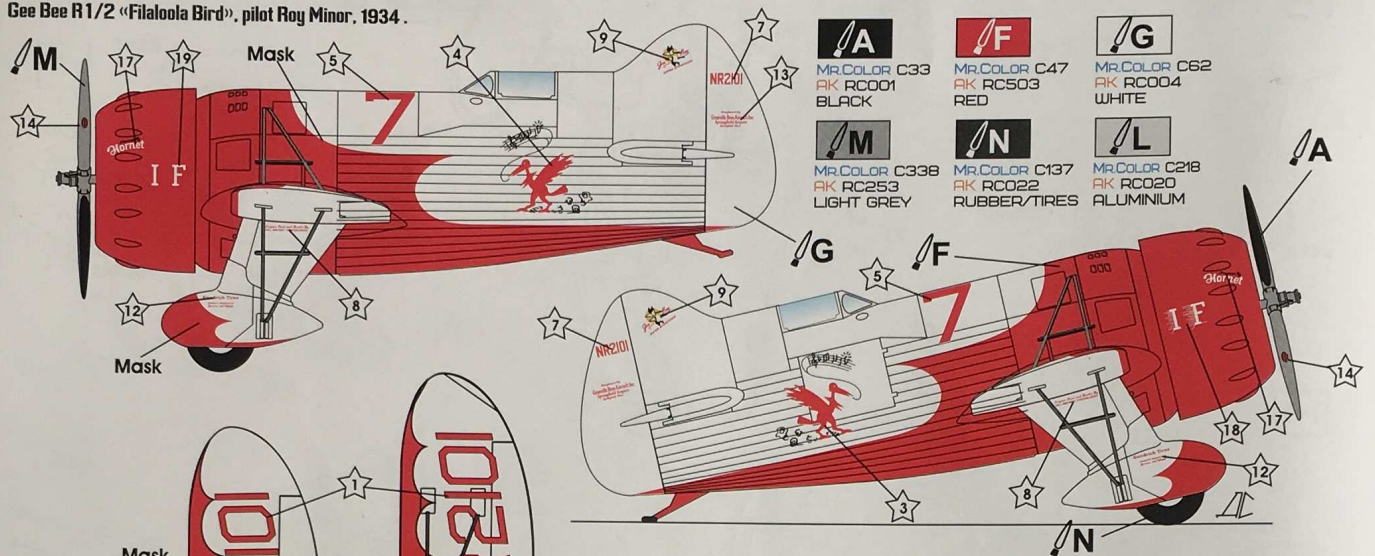 Gee Bee R1/2 «Filaloola Bird», pilot Roy Minor, 1934.
M
17
19
Mask
5
4
9
7
NR2101
13
14
7
Hornet
I F
12
8
Mask
G
A
MR.COLOR C33
AK RC001
BLACK
F
MR.COLOR C47
AK RC503
RED
G
MR.COLOR C62
AK RC004
WHITE
M
MR.COLOR C338
AK RC253
LIGHT GREY
N
MR.COLOR C137
AK RC022
RUBBER/TIRES
L
MR.COLOR C218
AK RC020
ALUMINIUM
A
F
5
9
7
NR2101
7
Hornet
I F
14
17
18
12
8
3
N
1
Mask